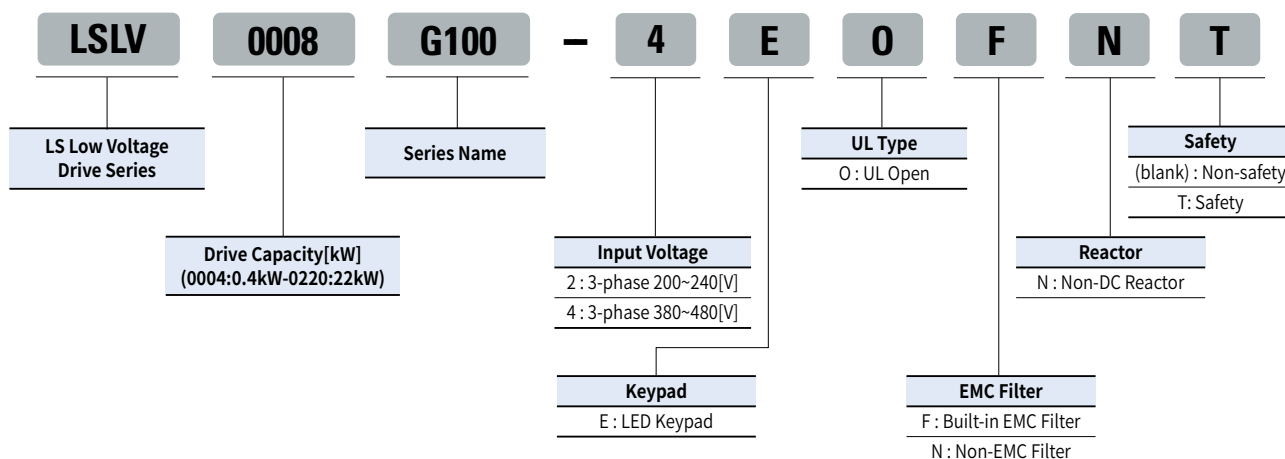 LSLV 0008 G100 – 4 E O F N T
LS Low Voltage
Drive Series
Series Name
UL Type
O : UL Open
Safety
(blank) : Non-safety
T: Safety
Drive Capacity[kW]
(0004:0.4kW-0220:22kW)
Input Voltage
2 : 3-phase 200~240[V]
4 : 3-phase 380~480[V]
Reactor
N : Non-DC Reactor
Keypad
E : LED Keypad
EMC Filter
F : Built-in EMC Filter
N : Non-EMC Filter